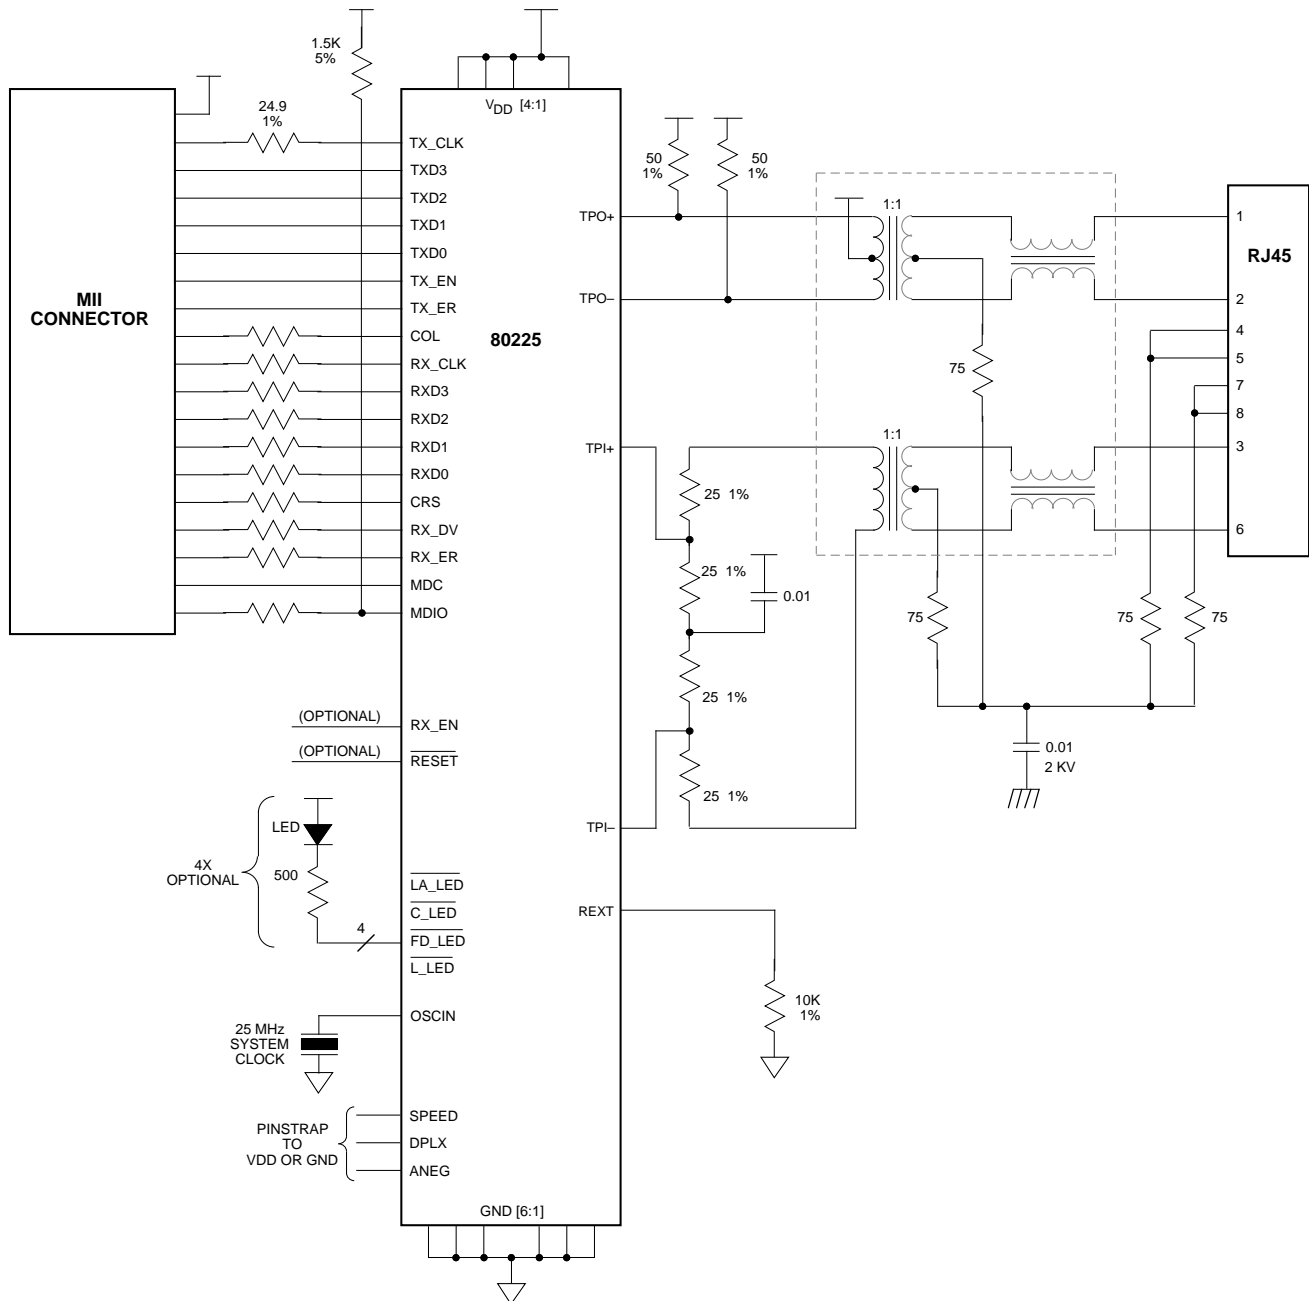 1.5K
5%
V_DD [4:1]
24.9
1%
MII
CONNECTOR
TX_CLK
TXD3
TXD2
TXD1
TXD0
TX_EN
TX_ER
COL
RX_CLK
RXD3
RXD2
RXD1
RXD0
CRS
RX_DV
RX_ER
MDC
MDIO
80225
(OPTIONAL)
RX_EN
(OPTIONAL)
RESET
LED
500
4X
OPTIONAL
4
LA_LED
C_LED
FD_LED
L_LED
25 MHz
SYSTEM
CLOCK
OSCIN
PINSTRAP
TO
VDD OR GND
SPEED
DPLX
ANEG
GND [6:1]
TPO+
TPO–
TPI+
TPI–
REXT
50
1%
50
1%
1:1
75
1:1
25 1%
25 1%
0.01
25 1%
25 1%
10K
1%
75
75
75
0.01
2 KV
RJ45
1
2
4
5
7
8
3
6